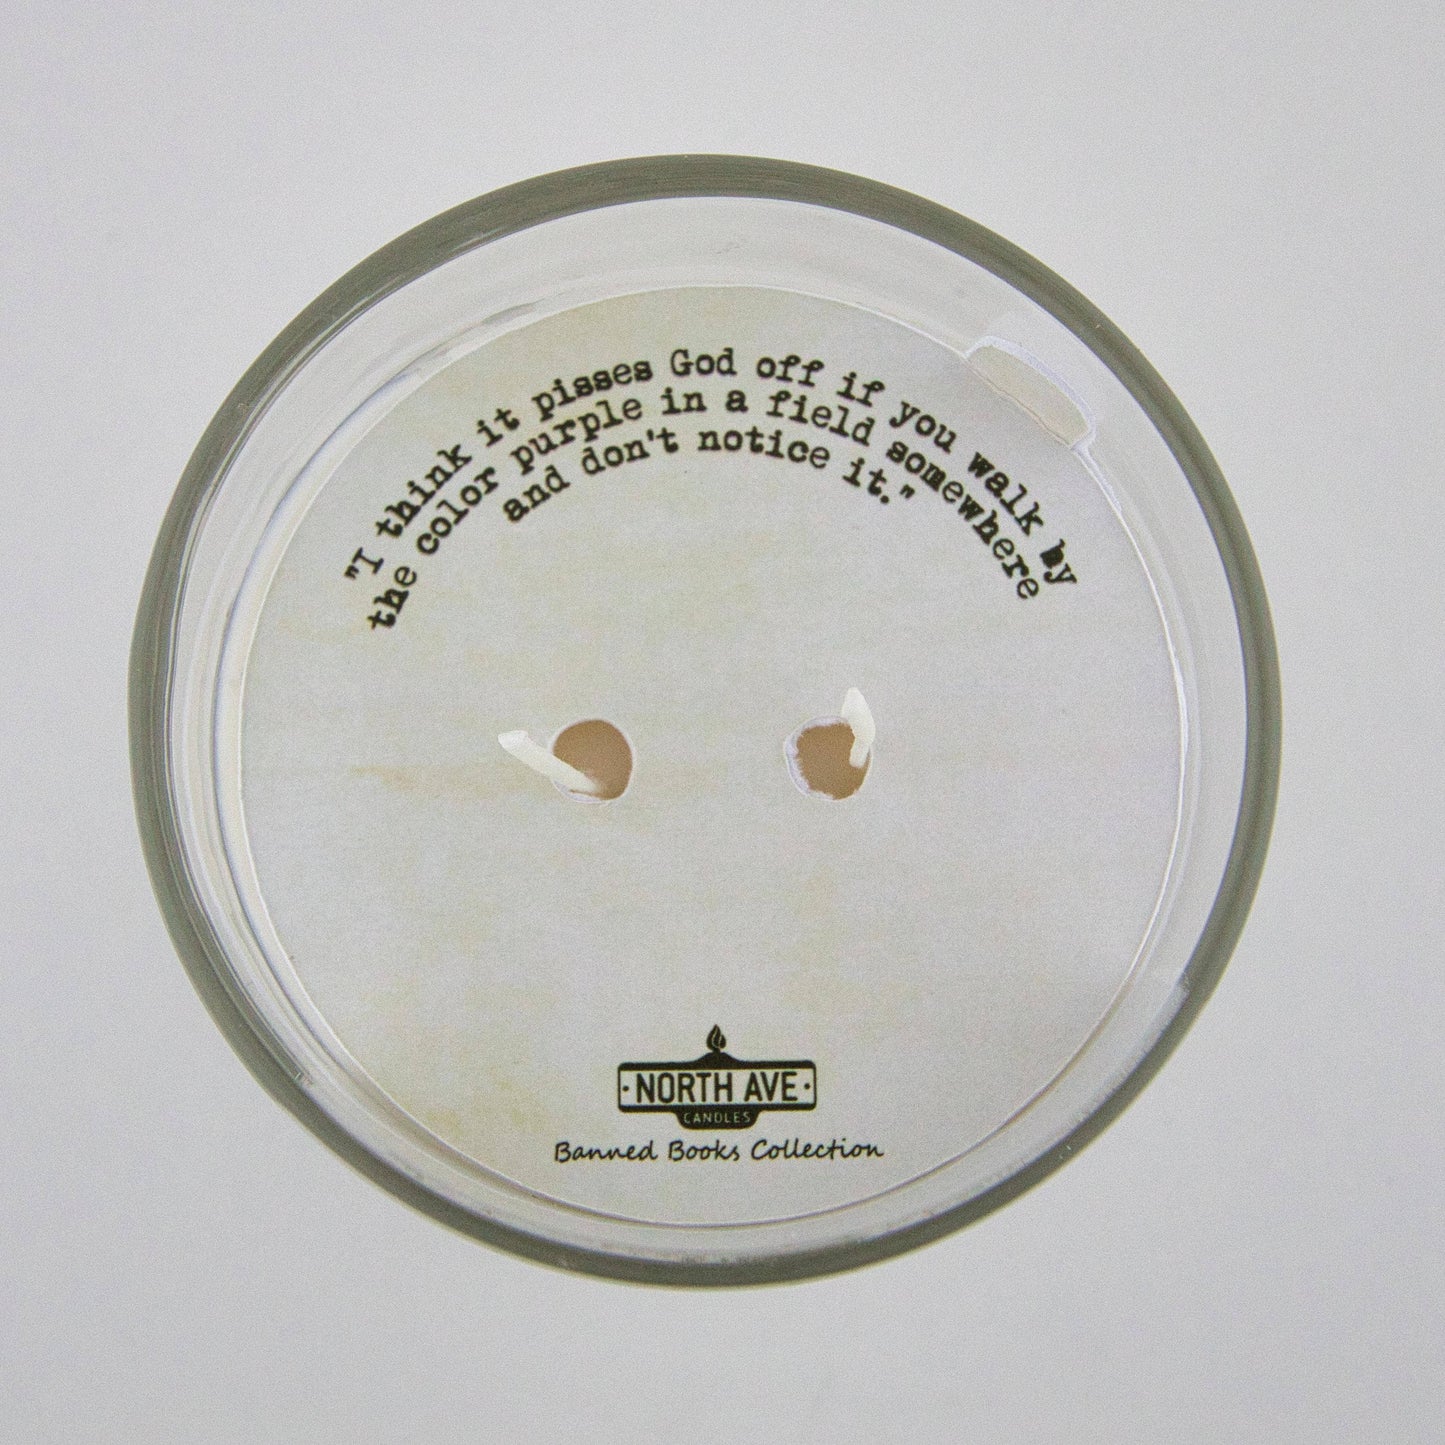 "I think it pisses God off if you walk by
the color purple in a field somewhere
and don't notice it."
NORTH AVE
CANDLES
Banned Books Collection